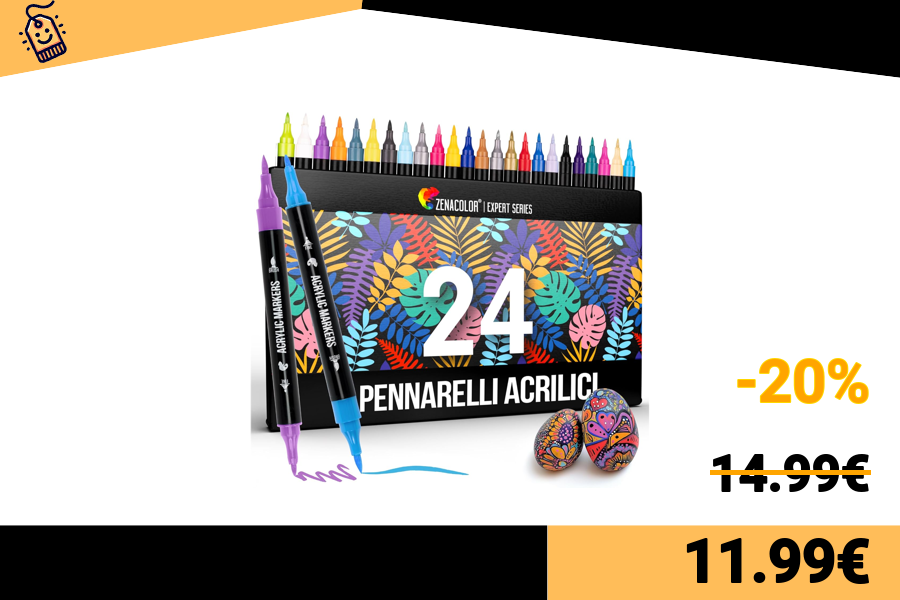 ZENACOLOR® | EXPERT SERIES
24
PENNARELLI ACRILICI
ACRYLIC MARKERS
ACRYLIC MARKERS
-20%
14.99€
11.99€